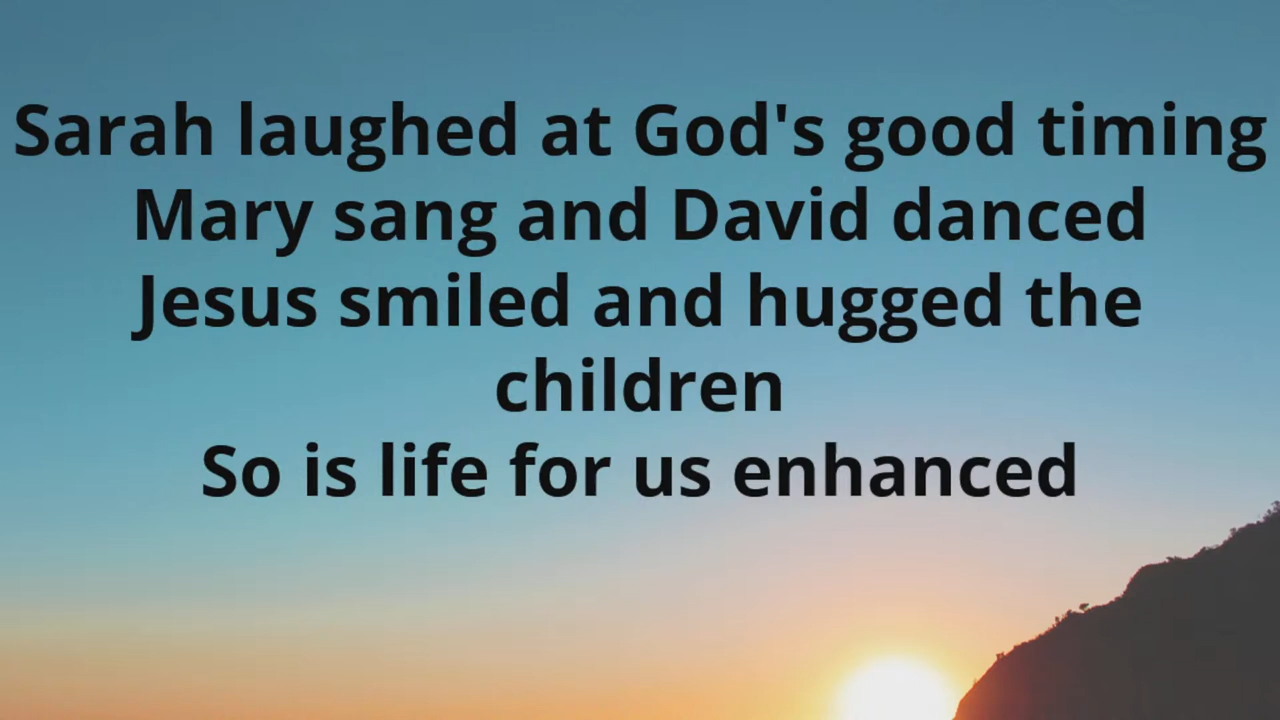 Sarah laughed at God's good timing
Mary sang and David danced
Jesus smiled and hugged the
children
So is life for us enhanced